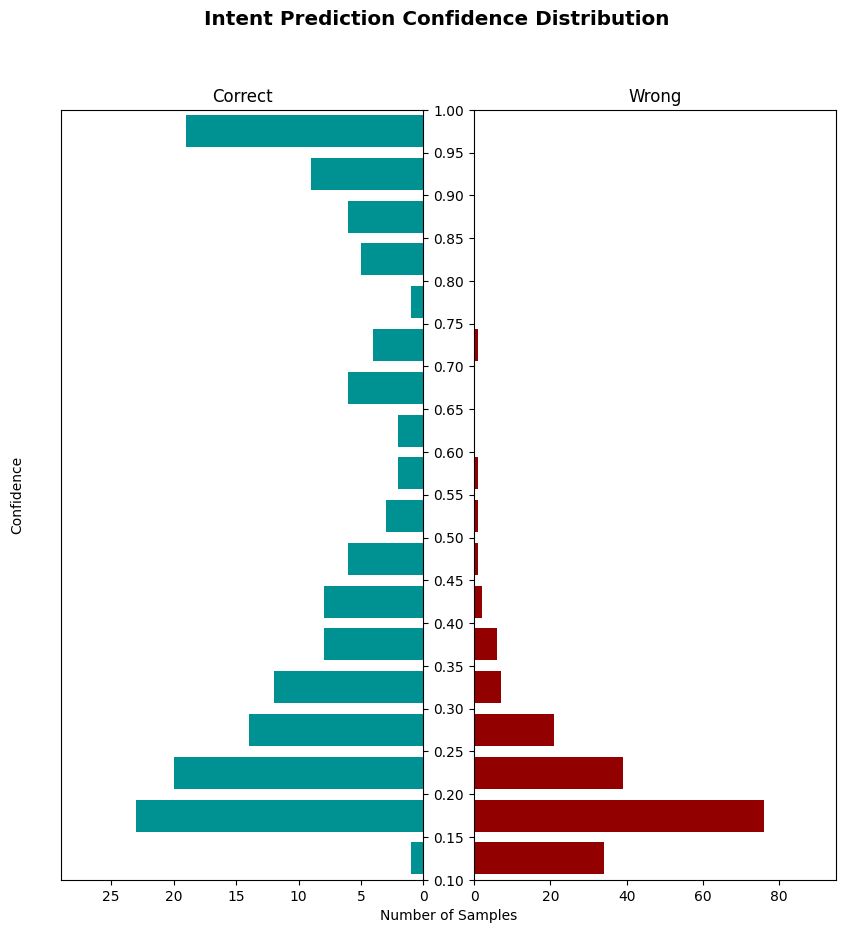 Intent Prediction Confidence Distribution
Correct
Wrong
1.00
0.95
0.90
0.85
0.80
0.75
0.70
0.65
0.60
0.55
0.50
0.45
0.40
0.35
0.30
0.25
0.20
0.15
0.10
Confidence
25 20 15 10 5 0
0 20 40 60 80
Number of Samples